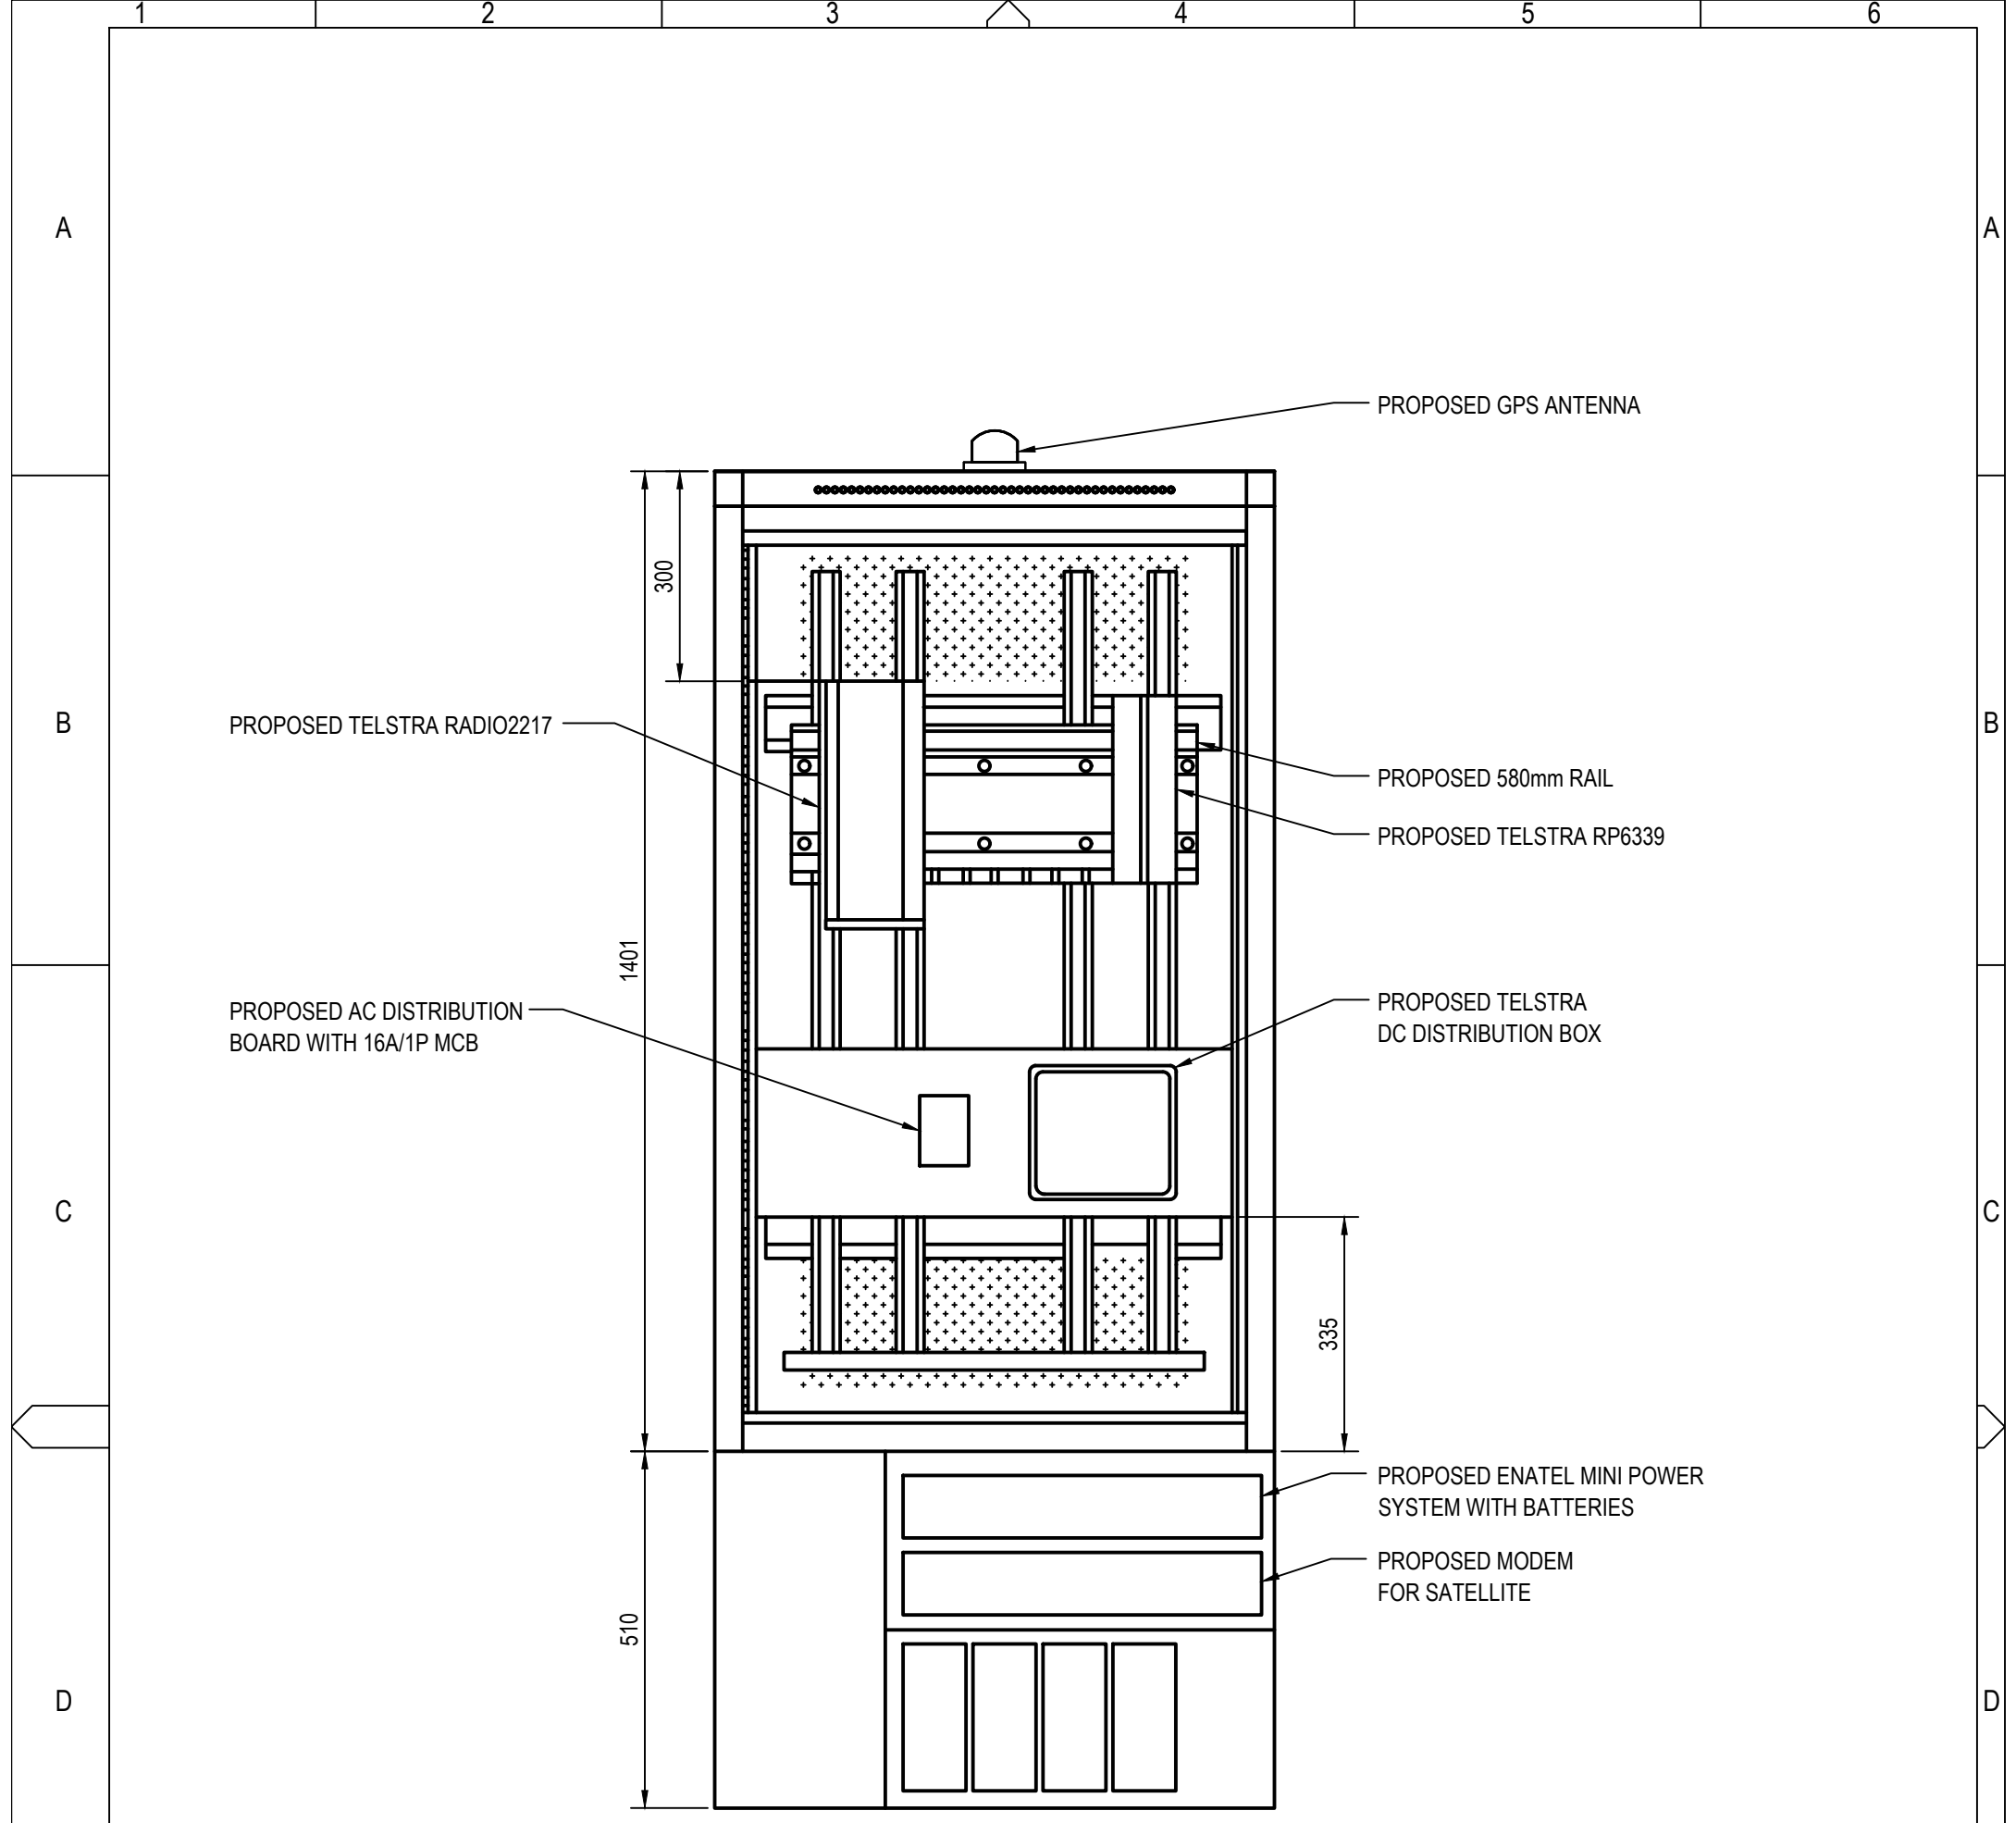 1 2 3 4 5 6
A A
PROPOSED GPS ANTENNA
300
B B
PROPOSED TELSTRA RADIO2217
PROPOSED 580mm RAIL
PROPOSED TELSTRA RP6339
1401
PROPOSED AC DISTRIBUTION
BOARD WITH 16A/1P MCB
PROPOSED TELSTRA
DC DISTRIBUTION BOX
C C
335
PROPOSED ENATEL MINI POWER
SYSTEM WITH BATTERIES
PROPOSED MODEM
FOR SATELLITE
510
D D